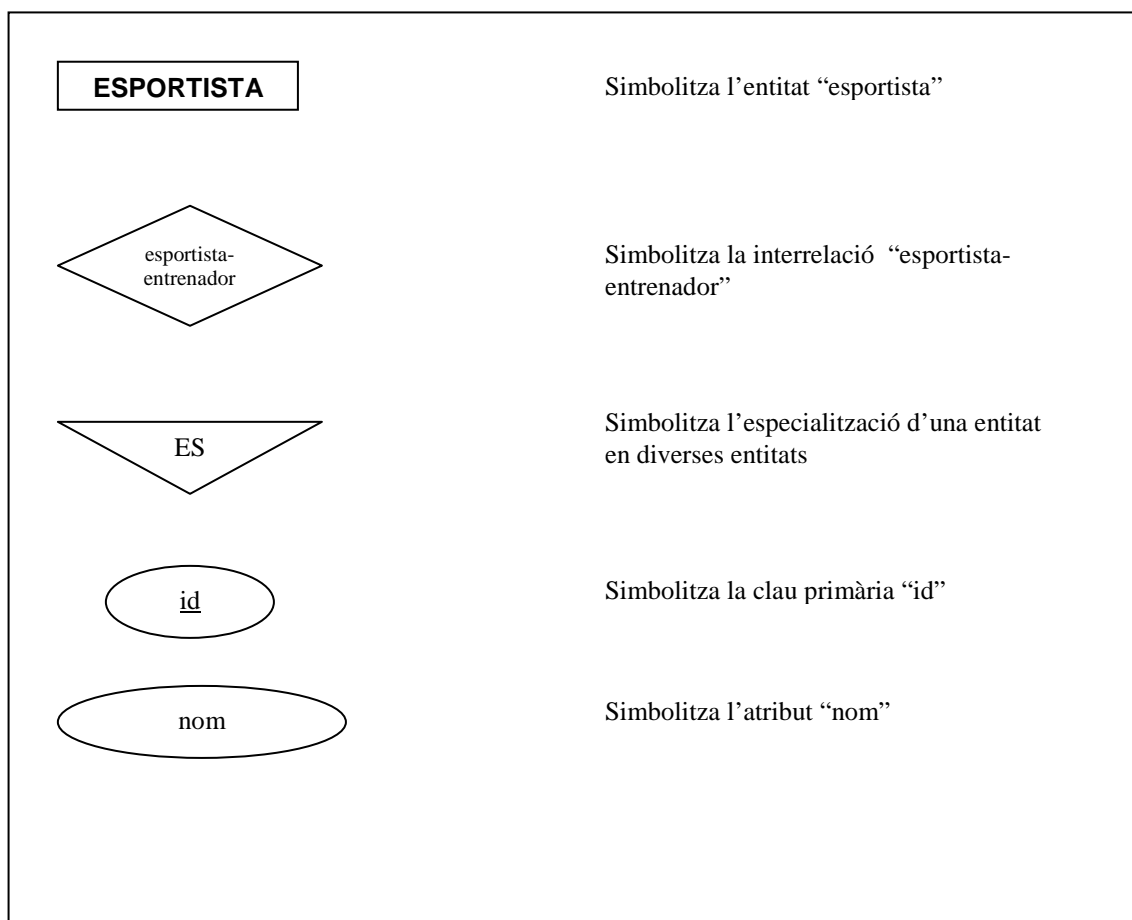 ESPORTISTA
Simbolitza l’entitat “esportista”
esportista-
entrenador
Simbolitza la interrelació “esportista-
entrenador”
ES
Simbolitza l’especialització d’una entitat
en diverses entitats
id
Simbolitza la clau primària “id”
nom
Simbolitza l’atribut “nom”